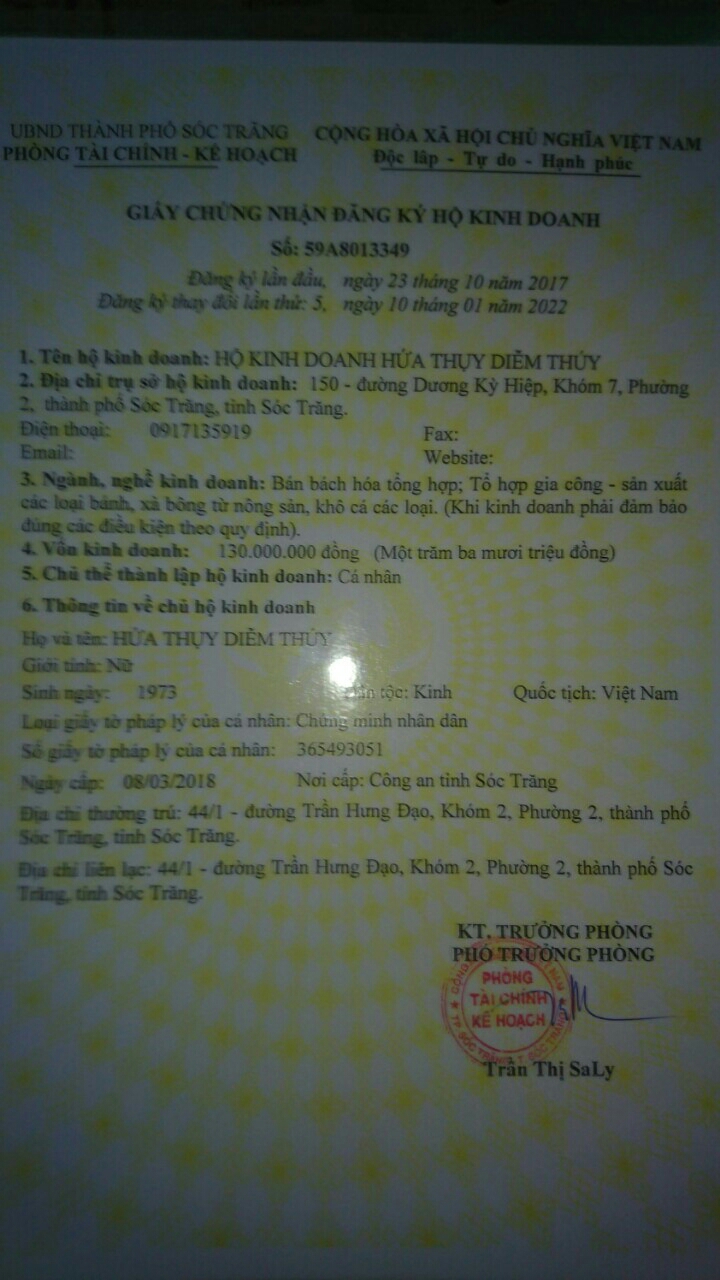 UBND THÀNH PHỐ SÓC TRĂNG
PHÒNG TÀI CHÍNH - KẾ HOẠCH
CỘNG HÒA XÃ HỘI CHỦ NGHĨA VIỆT NAM
Độc lập - Tự do - Hạnh phúc
GIẤY CHỨNG NHẬN ĐĂNG KÝ HỘ KINH DOANH
Số: 59A8013349
Đăng ký lần đầu, ngày 23 tháng 10 năm 2017
Đăng ký thay đổi lần thứ: 5, ngày 10 tháng 01 năm 2022
1. Tên hộ kinh doanh: HỘ KINH DOANH HỨA THỤY DIỄM THÚY
2. Địa chỉ trụ sở hộ kinh doanh: 150 - đường Dương Kỳ Hiệp, Khóm 7, Phường
2, thành phố Sóc Trăng, tỉnh Sóc Trăng.
Điện thoại: 0917135919 Fax:
Email: Website:
3. Ngành, nghề kinh doanh: Bán bách hóa tổng hợp; Tổ hợp gia công - sản xuất
các loại bánh, xà bông từ nông sản, khô cá các loại. (Khi kinh doanh phải đảm bảo
đúng các điều kiện theo quy định).
4. Vốn kinh doanh: 130.000.000 đồng (Một trăm ba mươi triệu đồng)
5. Chủ thể thành lập hộ kinh doanh: Cá nhân
6. Thông tin về chủ hộ kinh doanh
Họ và tên: HỨA THỤY DIỄM THÚY
Giới tính: Nữ
Sinh ngày: 1973 tộc: Kinh Quốc tịch: Việt Nam
Loại giấy tờ pháp lý của cá nhân: Chứng minh nhân dân
Số giấy tờ pháp lý của cá nhân: 365493051
Ngày cấp: 08/03/2018 Nơi cấp: Công an tỉnh Sóc Trăng
Địa chỉ thường trú: 44/1 - đường Trần Hưng Đạo, Khóm 2, Phường 2, thành phố
Sóc Trăng, tỉnh Sóc Trăng.
Địa chỉ liên lạc: 44/1 - đường Trần Hưng Đạo, Khóm 2, Phường 2, thành phố Sóc
Trăng, tỉnh Sóc Trăng.
KT. TRƯỞNG PHÒNG
PHÓ TRƯỞNG PHÒNG
PHÒNG
TÀI CHÍNH
KẾ HOẠCH
Trần Thị SaLy